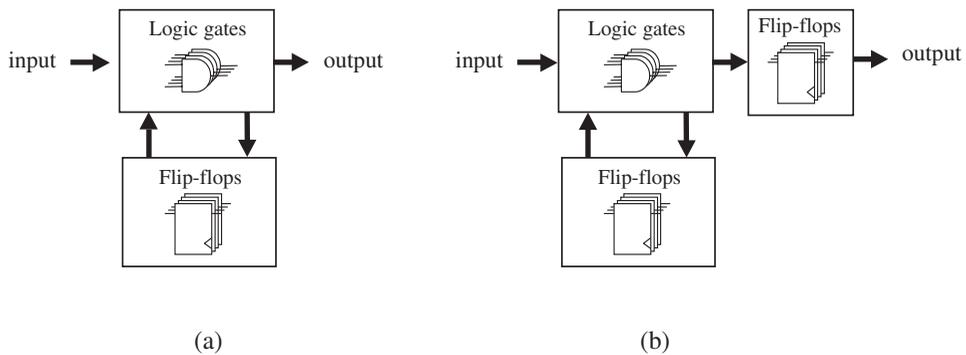 Logic gates
input
output
Flip-flops
(a)
Logic gates
Flip-flops
input
output
Flip-flops
(b)